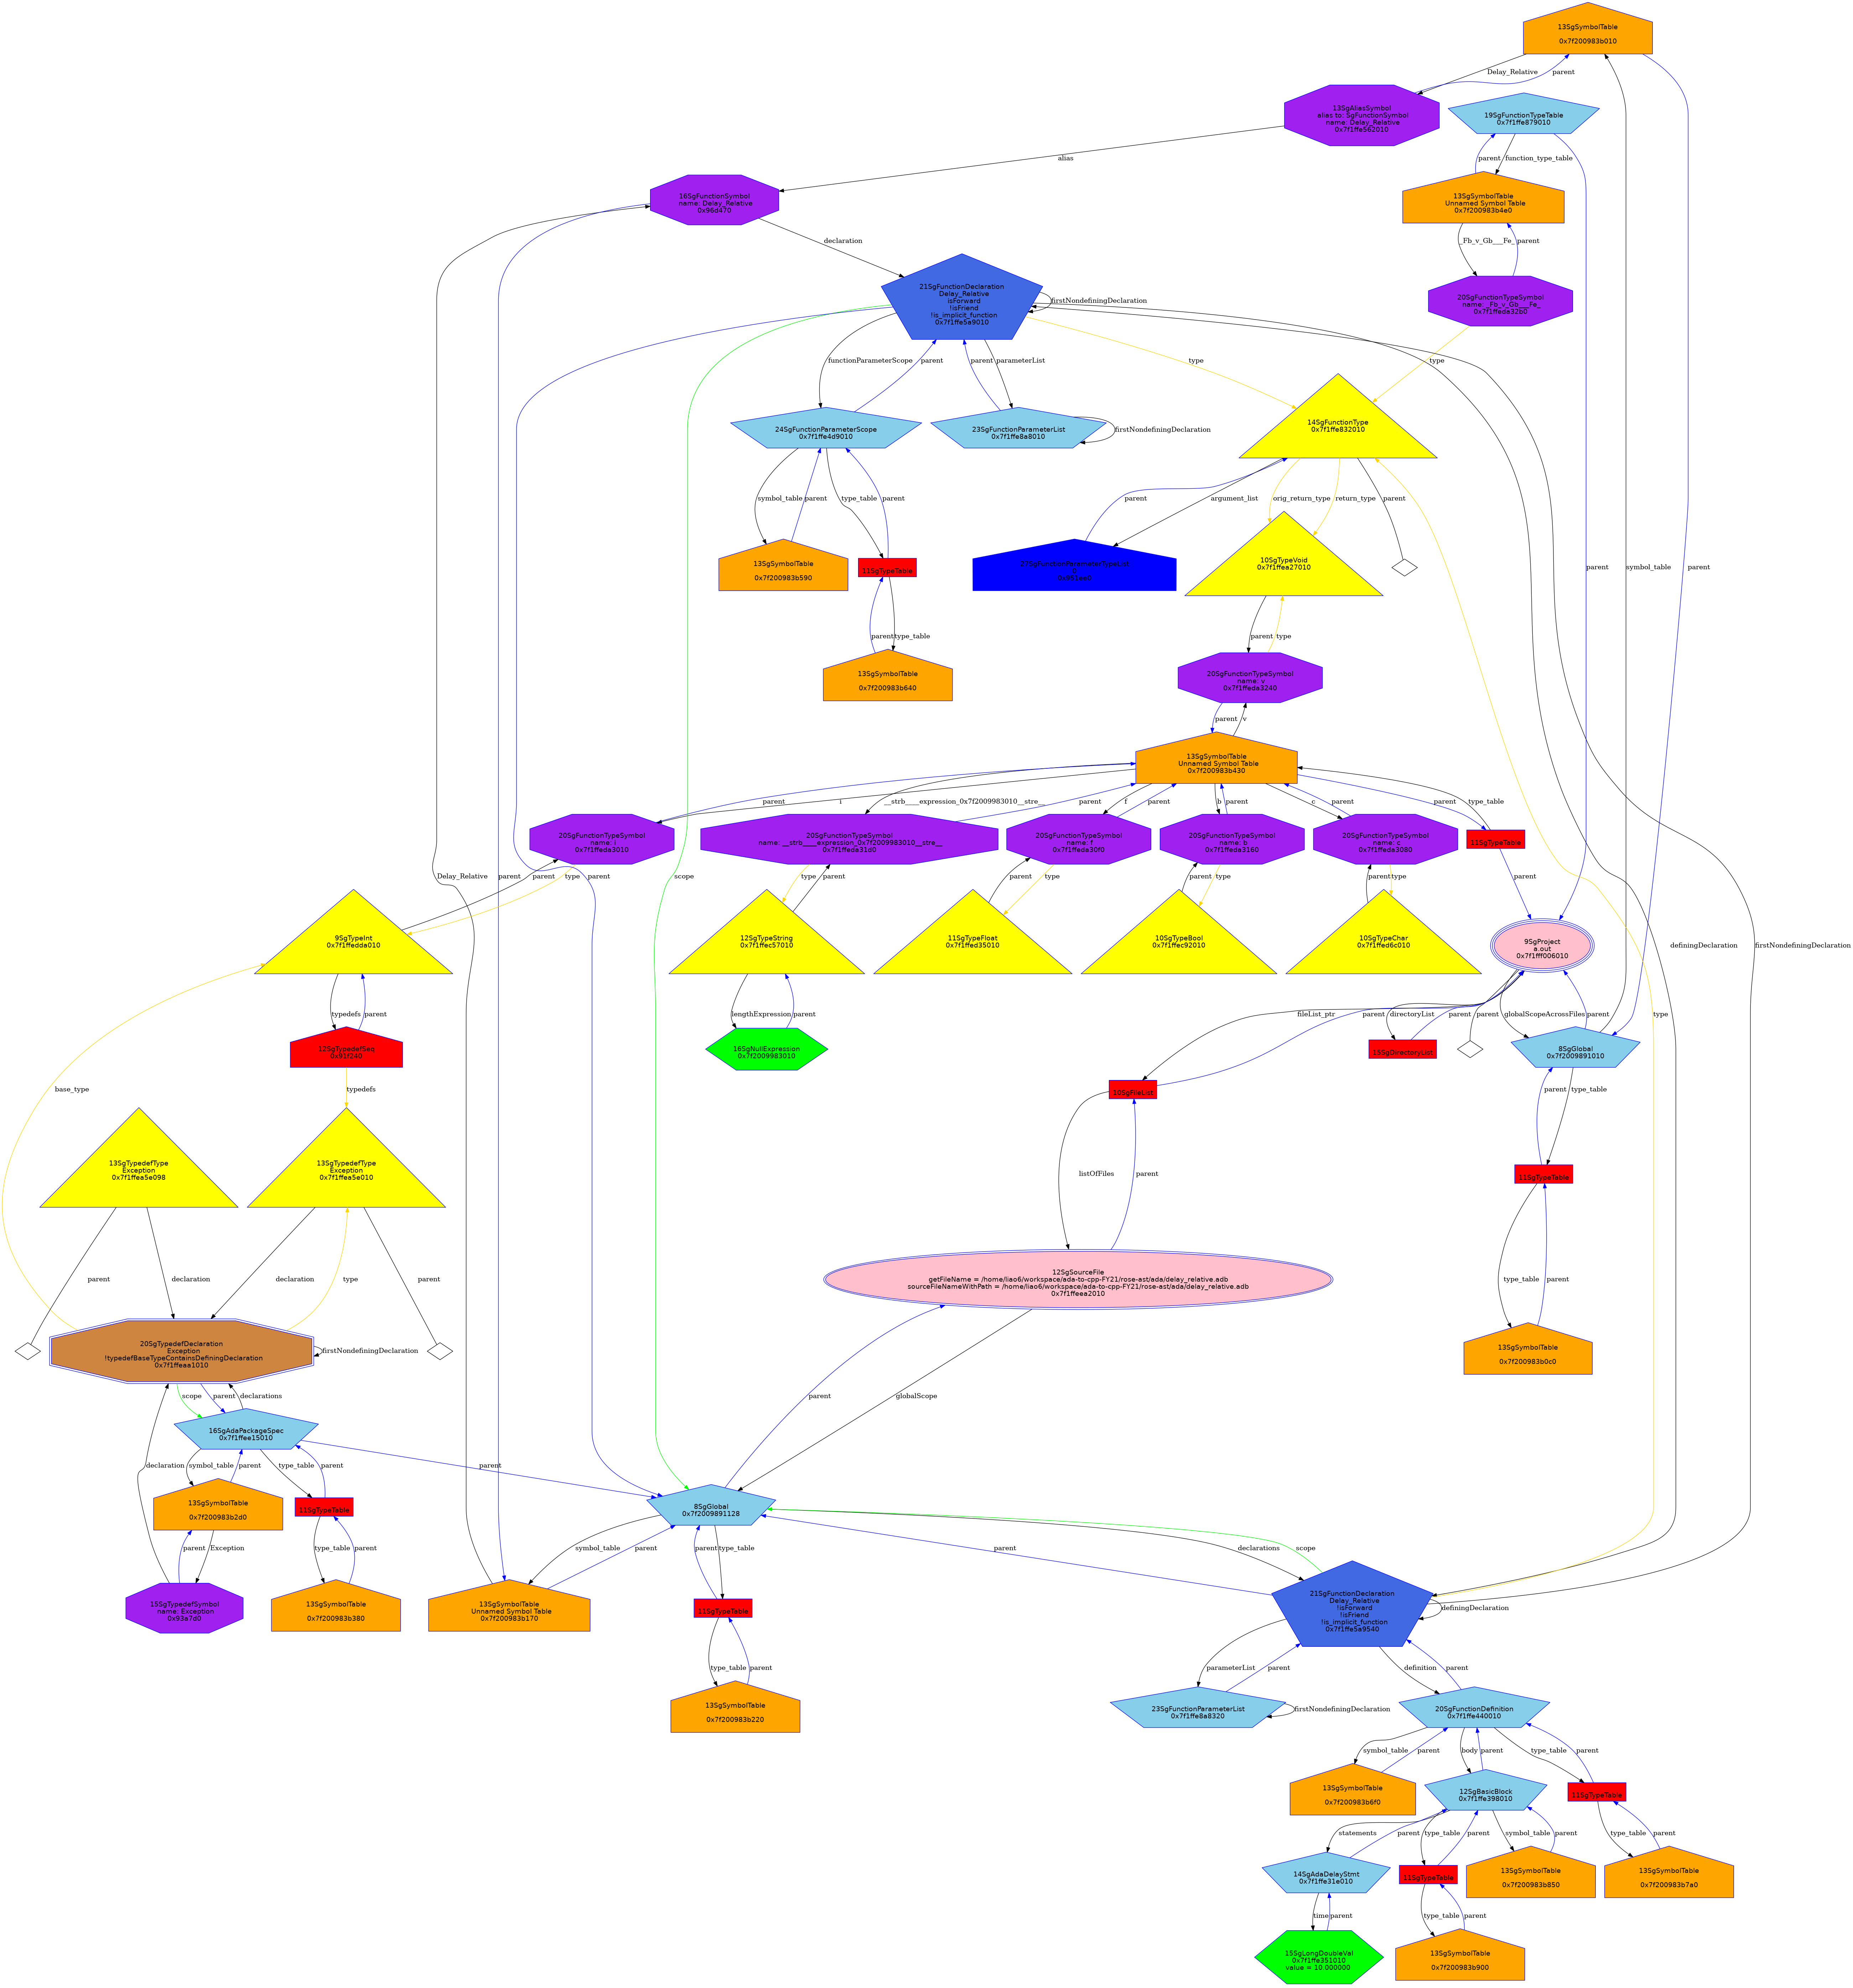 13SgSymbolTable
0x7f200983b010
Delay_Relative
parent
13SgAliasSymbol
alias to: SgFunctionSymbol
name: Delay_Relative
0x7f1ffe562010
19SgFunctionTypeTable
0x7f1ffe879010
alias
parent
function_type_table
16SgFunctionSymbol
name: Delay_Relative
0x96d470
13SgSymbolTable
Unnamed Symbol Table
0x7f200983b4e0
declaration
_Fb_v_Gb___Fe_
parent
21SgFunctionDeclaration
Delay_Relative
isForward
!isFriend
!is_implicit_function
0x7f1ffe5a9010
firstNondefiningDeclaration
20SgFunctionTypeSymbol
name: _Fb_v_Gb___Fe_
0x7f1ffeda32b0
functionParameterScope
parent
parent
parameterList
type
type
24SgFunctionParameterScope
0x7f1ffe4d9010
23SgFunctionParameterList
0x7f1ffe8a8010
firstNondefiningDeclaration
14SgFunctionType
0x7f1ffe832010
symbol_table
parent
type_table
parent
parent
argument_list
orig_return_type
return_type
parent
13SgSymbolTable
0x7f200983b590
11SgTypeTable
10SgTypeVoid
0x7f1ffea27010
parent
symbol_table
parent
parent
type_table
parent
type
13SgSymbolTable
0x7f200983b640
20SgFunctionTypeSymbol
name: v
0x7f1ffeda3240
parent
v
13SgSymbolTable
Unnamed Symbol Table
0x7f200983b430
parent
i
__strb____expression_0x7f2009983010__stre__
parent
f
parent
b
parent
c
parent
parent
type_table
20SgFunctionTypeSymbol
name: i
0x7f1ffeda3010
20SgFunctionTypeSymbol
name: __strb____expression_0x7f2009983010__stre__
0x7f1ffeda31d0
20SgFunctionTypeSymbol
name: f
0x7f1ffeda30f0
20SgFunctionTypeSymbol
name: b
0x7f1ffeda3160
20SgFunctionTypeSymbol
name: c
0x7f1ffeda3080
11SgTypeTable
Delay_Relative
parent
parent
scope
parent
type
type
parent
parent
type
parent
type
parent
type
parent
9SgTypeInt
0x7f1ffedda010
12SgTypeString
0x7f1ffec57010
11SgTypeFloat
0x7f1ffed35010
10SgTypeBool
0x7f1ffec92010
10SgTypeChar
0x7f1ffed6c010
9SgProject
a.out
0x7f1fff006010
type
definingDeclaration
firstNondefiningDeclaration
typedefs
parent
lengthExpression
parent
fileList_ptr
parent
directoryList
parent
parent
globalScopeAcrossFiles
parent
12SgTypedefSeq
0x91f240
16SgNullExpression
0x7f2009983010
15SgDirectoryList
8SgGlobal
0x7f2009891010
base_type
typedefs
10SgFileList
parent
type_table
13SgTypedefType
Exception
0x7f1ffea5e098
13SgTypedefType
Exception
0x7f1ffea5e010
listOfFiles
parent
11SgTypeTable
parent
declaration
declaration
type
parent
12SgSourceFile
getFileName = /home/liao6/workspace/ada-to-cpp-FY21/rose-ast/ada/delay_relative.adb
sourceFileNameWithPath = /home/liao6/workspace/ada-to-cpp-FY21/rose-ast/ada/delay_relative.adb
0x7f1ffeea2010
type_table
parent
20SgTypedefDeclaration
Exception
!typedefBaseTypeContainsDefiningDeclaration
0x7f1ffeaa1010
firstNondefiningDeclaration
13SgSymbolTable
0x7f200983b0c0
scope
parent
declarations
parent
globalScope
16SgAdaPackageSpec
0x7f1ffee15010
declaration
symbol_table
parent
type_table
parent
parent
13SgSymbolTable
0x7f200983b2d0
11SgTypeTable
8SgGlobal
0x7f2009891128
parent
Exception
type_table
parent
symbol_table
parent
parent
type_table
parent
declarations
scope
15SgTypedefSymbol
name: Exception
0x93a7d0
13SgSymbolTable
0x7f200983b380
13SgSymbolTable
Unnamed Symbol Table
0x7f200983b170
11SgTypeTable
21SgFunctionDeclaration
Delay_Relative
!isForward
!isFriend
!is_implicit_function
0x7f1ffe5a9540
definingDeclaration
type_table
parent
parameterList
parent
definition
parent
13SgSymbolTable
0x7f200983b220
23SgFunctionParameterList
0x7f1ffe8a8320
firstNondefiningDeclaration
20SgFunctionDefinition
0x7f1ffe440010
symbol_table
parent
body
parent
type_table
parent
13SgSymbolTable
0x7f200983b6f0
12SgBasicBlock
0x7f1ffe398010
11SgTypeTable
statements
parent
type_table
parent
symbol_table
parent
type_table
parent
14SgAdaDelayStmt
0x7f1ffe31e010
11SgTypeTable
13SgSymbolTable
0x7f200983b850
13SgSymbolTable
0x7f200983b7a0
time
parent
type_table
parent
15SgLongDoubleVal
0x7f1ffe351010
value = 10.000000
13SgSymbolTable
0x7f200983b900